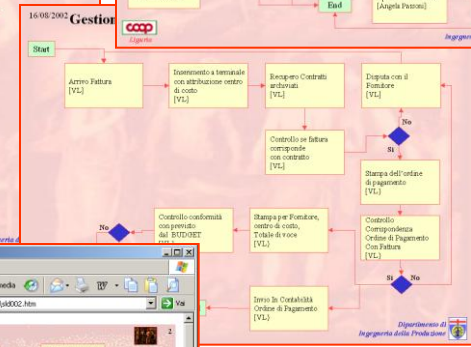 End
[Angela Passoni]
coop
Liguria
16/08/2002 Gestion
Start
Arrivo Fattura
[VL]
Inserimento a terminale
con attribuzione centro
di costo
[VL]
Recupero Contratti
archiviati
[VL]
Disputa con il
Fornitore
[VL]
No
Controllo se fattura
corrisponde
con contratto
[VL]
Si
Stampa dell'ordine
di pagamento
[VL]
Controllo conformità
con previsto
dal BUDGET
[VL]
No
Stampa per Fornitore,
centro di costo,
Totale di voce
[VL]
Controllo
Corrispondenza
Ordine di Pagamento
Con Fattura
[VL]
Si
No
Invio In Contabilità
Ordine di Pagamento
[VL]
\sld002.htm
Vai
2
Dipartimento di
Ingegneria della Produzione